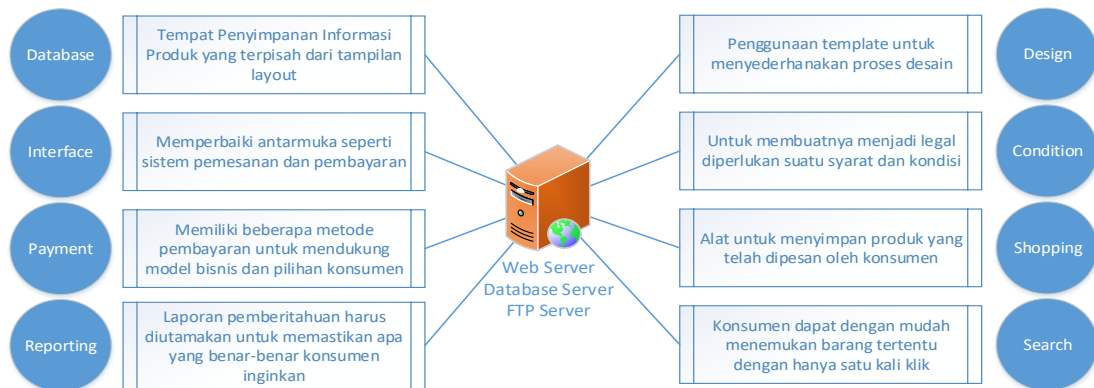 Database
Tempat Penyimpanan Informasi
Produk yang terpisah dari tampilan
layout
Interface
Memperbaiki antarmuka seperti
sistem pemesanan dan pembayaran
Payment
Memiliki beberapa metode
pembayaran untuk mendukung
model bisnis dan pilihan konsumen
Reporting
Laporan pemberitahuan harus
diutamakan untuk memastikan apa
yang benar-benar konsumen
inginkan
Web Server
Database Server
FTP Server
Penggunaan template untuk
menyederhanakan proses desain
Design
Untuk membuatnya menjadi legal
diperlukan suatu syarat dan kondisi
Condition
Alat untuk menyimpan produk yang
telah dipesan oleh konsumen
Shopping
Konsumen dapat dengan mudah
menemukan barang tertentu
dengan hanya satu kali klik
Search